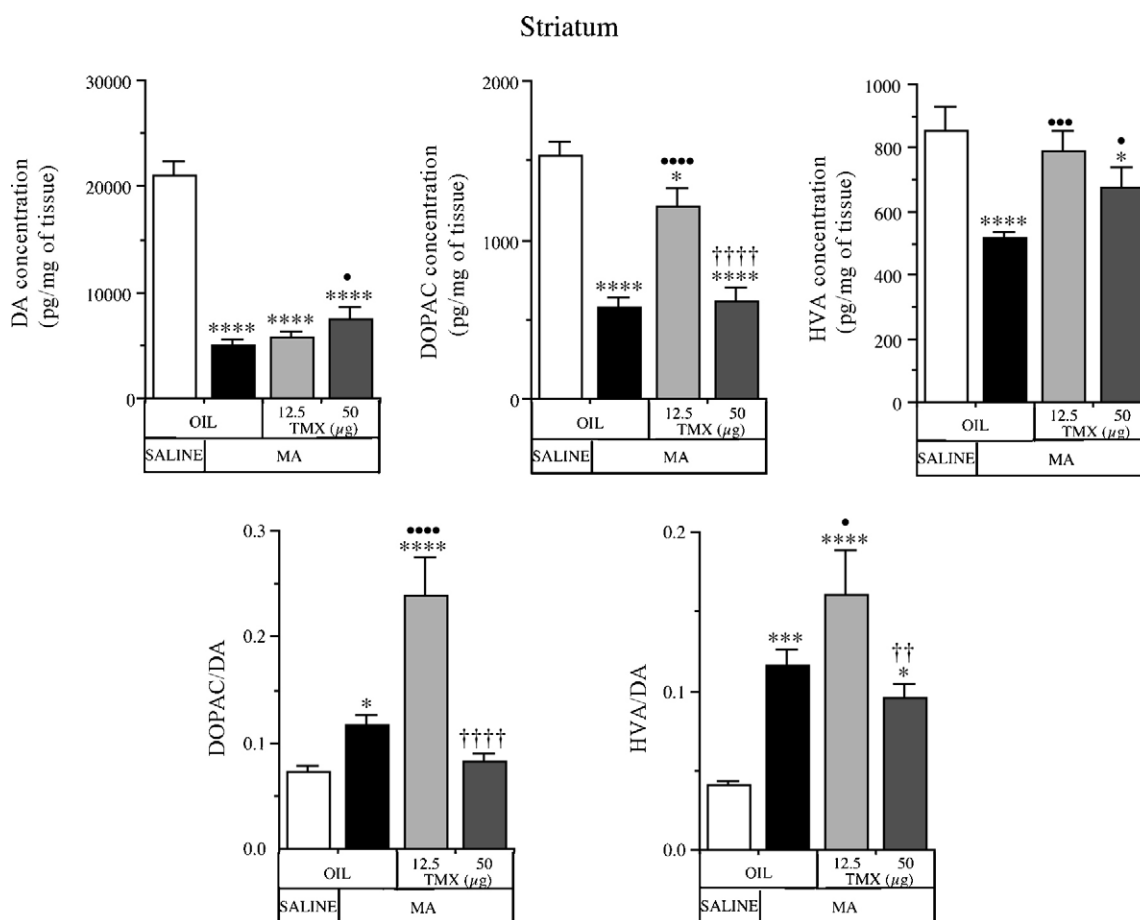 Striatum
DA concentration
(pg/mg of tissue)
30000
20000
10000
0
****
****
•
****
OIL
12.5
50
TMX (µg)
SALINE
MA
DOPAC concentration
(pg/mg of tissue)
2000
1000
0
****
••••
*
††††
****
OIL
12.5
50
TMX (µg)
SALINE
MA
HVA concentration
(pg/mg of tissue)
1000
800
600
400
200
0
****
•••
•
*
OIL
12.5
50
TMX (µg)
SALINE
MA
DOPAC/DA
0.3
0.2
0.1
0.0
*
••••
****
††††
OIL
12.5
50
TMX (µg)
SALINE
MA
HVA/DA
0.2
0.1
0.0
***
•
****
††
*
OIL
12.5
50
TMX (µg)
SALINE
MA